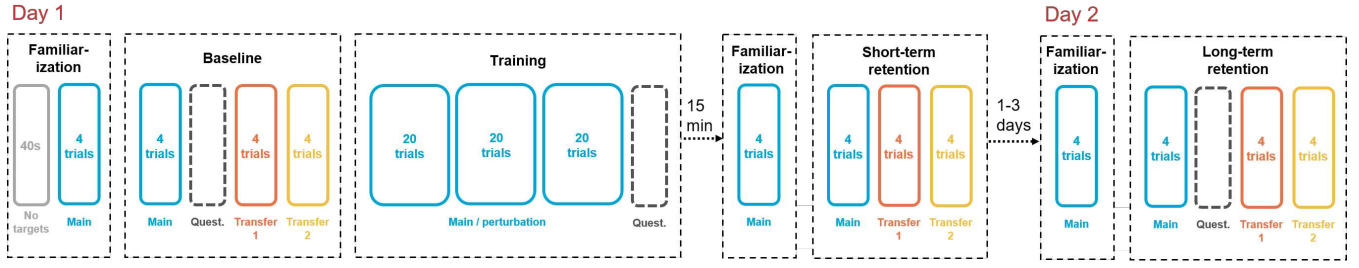 Day 1
Familiar-
ization
40s
No
targets
4
trials
Main
Baseline
4
trials
Main
Quest.
4
trials
Transfer
1
4
trials
Transfer
2
Training
20
trials
20
trials
20
trials
Main / perturbation
Quest.
15
min
Familiar-
ization
4
trials
Main
Short-term
retention
4
trials
Main
4
trials
Transfer
1
4
trials
Transfer
2
1-3
days
Day 2
Familiar-
ization
4
trials
Main
Long-term
retention
4
trials
Main
Quest.
4
trials
Transfer
1
4
trials
Transfer
2